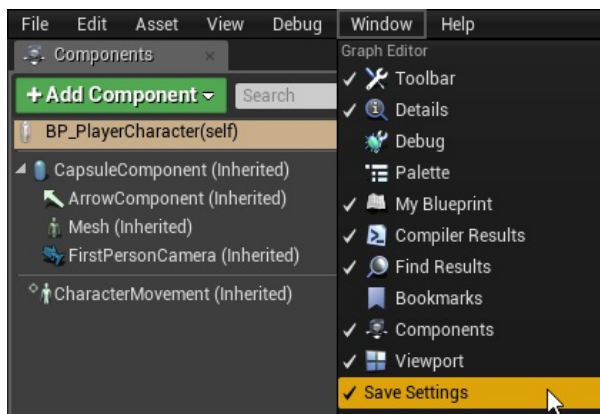 File Edit Asset View Debug Window Help
Components
+Add Component
Search
BP_PlayerCharacter(self)
CapsuleComponent (Inherited)
ArrowComponent (Inherited)
Mesh (Inherited)
FirstPersonCamera (Inherited)
CharacterMovement (Inherited)
Graph Editor
Toolbar
Details
Debug
Palette
My Blueprint
Compiler Results
Find Results
Bookmarks
Components
Viewport
Save Settings